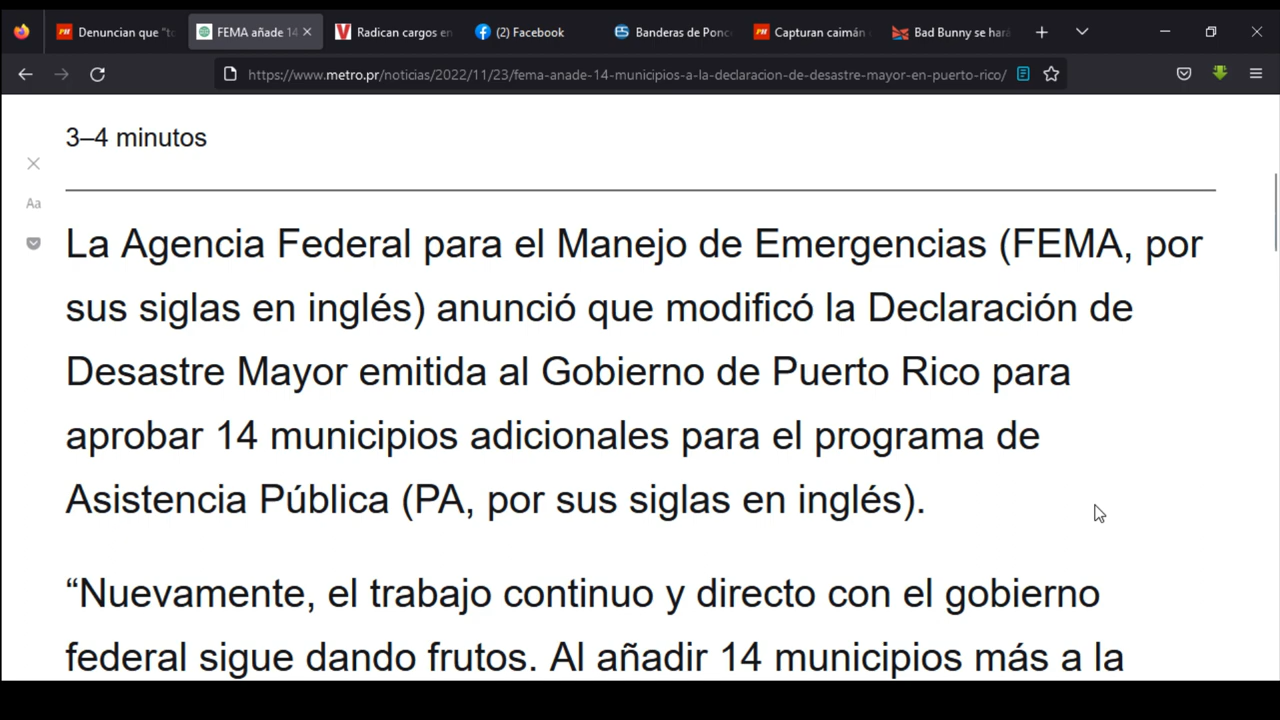 Denuncian que "to
FEMA añade 14
Radican cargos en
(2) Facebook
Banderas de Ponc
Capturan caimán
Bad Bunny se hará
https://www.metro.pr/noticias/2022/11/23/fema-anade-14-municipios-a-la-declaracion-de-desastre-mayor-en-puerto-rico/
3–4 minutos
Aa
La Agencia Federal para el Manejo de Emergencias (FEMA, por
sus siglas en inglés) anunció que modificó la Declaración de
Desastre Mayor emitida al Gobierno de Puerto Rico para
aprobar 14 municipios adicionales para el programa de
Asistencia Pública (PA, por sus siglas en inglés).
“Nuevamente, el trabajo continuo y directo con el gobierno
federal sigue dando frutos. Al añadir 14 municipios más a la